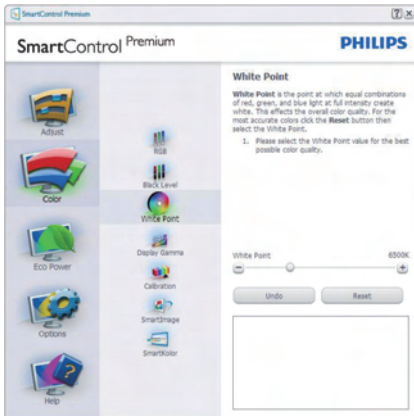 SmartControl Premium
SmartControl Premium
PHILIPS
Adjust
Color
Eco Power
Options
Help
RGB
Black Level
White Point
Display Gamma
Calibration
SmartImage
SmartKolor
White Point
White Point is the point at which equal combinations
of red, green, and blue light at full intensity create
white. This effects the overall color quality. For the
most accurate colors click the Reset button then
select the White Point.
1. Please select the White Point value for the best
possible color quality.
White Point 6500K
Undo Reset